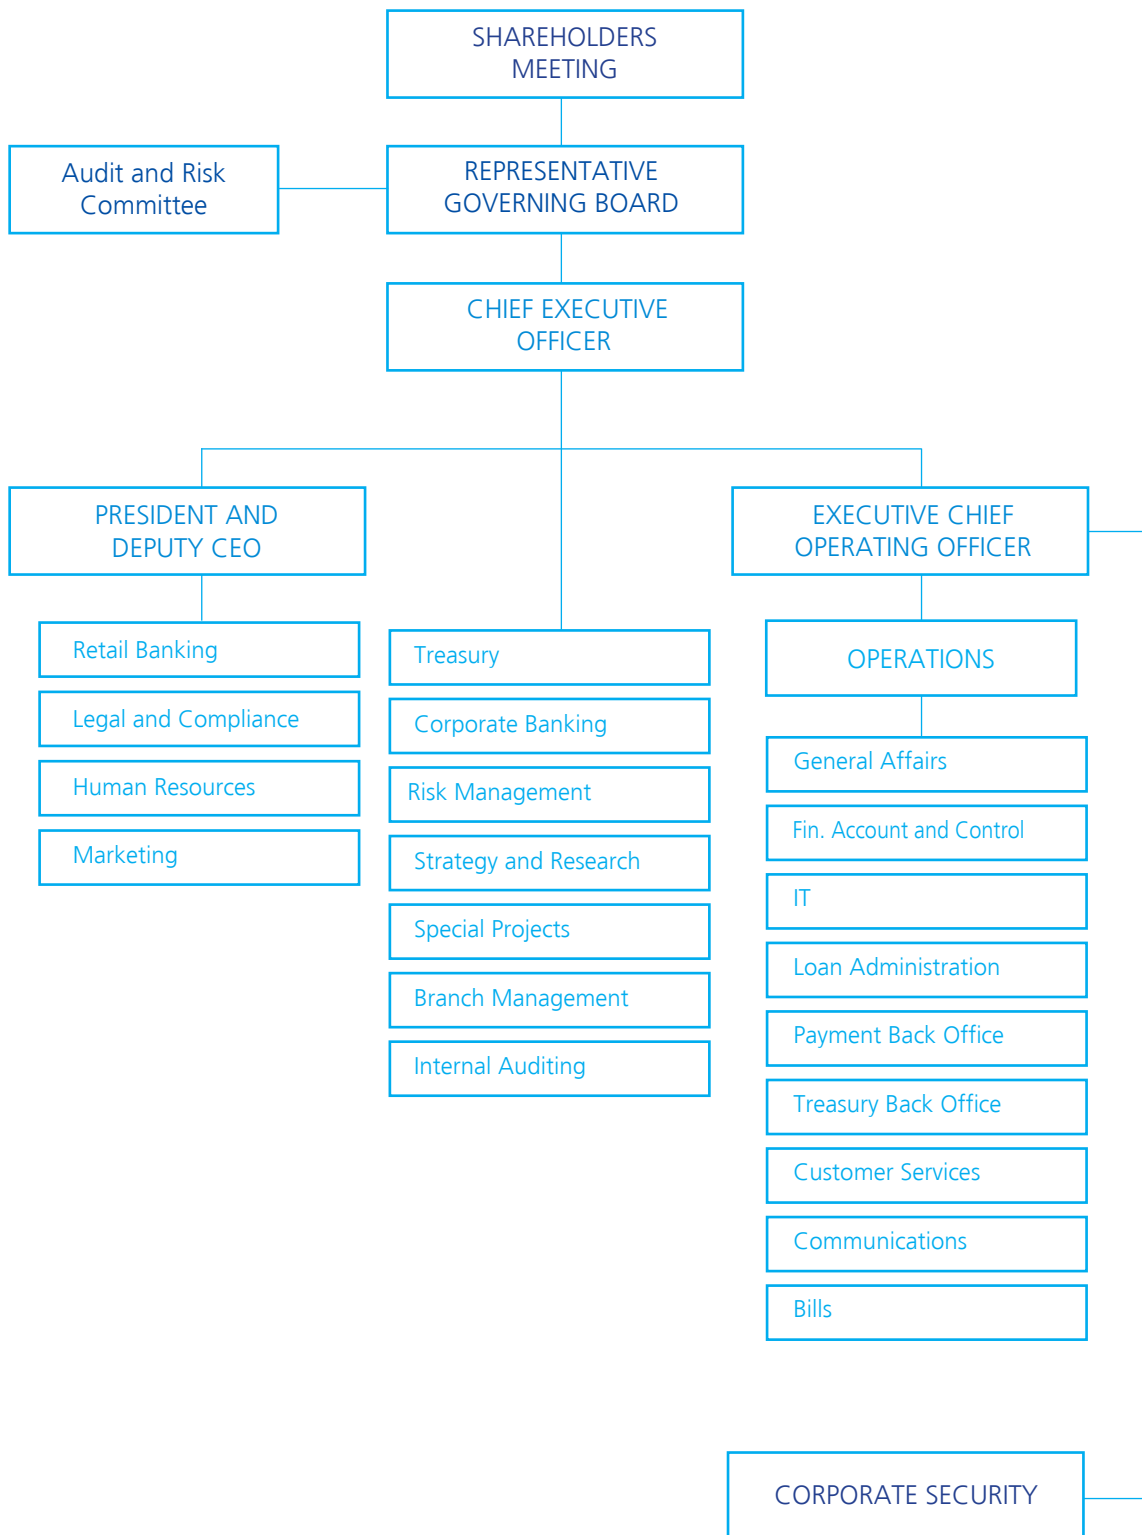 SHAREHOLDERS
MEETING
Audit and Risk
Committee
REPRESENTATIVE
GOVERNING BOARD
CHIEF EXECUTIVE
OFFICER
PRESIDENT AND
DEPUTY CEO
EXECUTIVE CHIEF
OPERATING OFFICER
Retail Banking
Legal and Compliance
Human Resources
Marketing
Treasury
Corporate Banking
Risk Management
Strategy and Research
Special Projects
Branch Management
Internal Auditing
OPERATIONS
General Affairs
Fin. Account and Control
IT
Loan Administration
Payment Back Office
Treasury Back Office
Customer Services
Communications
Bills
CORPORATE SECURITY